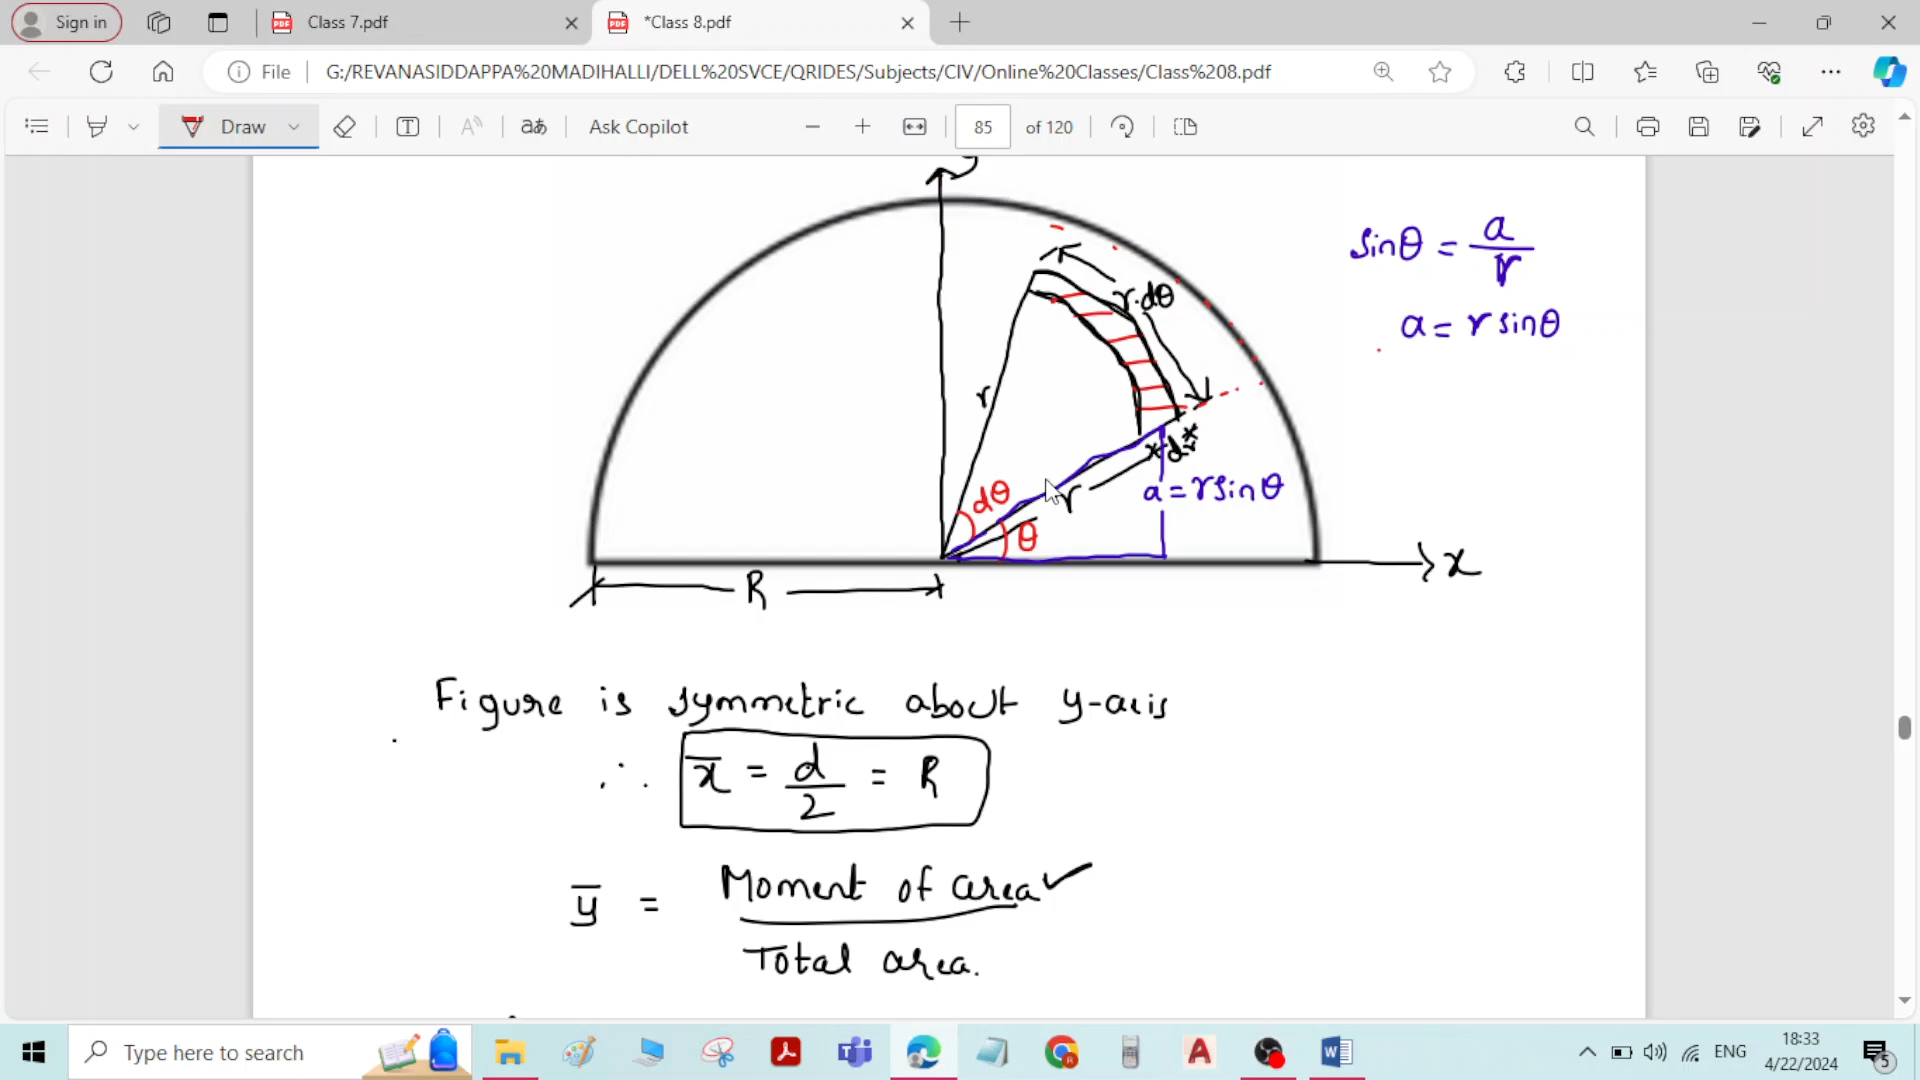 Sign in
Class 7.pdf
*Class 8.pdf
File
G:/REVANASIDDAPPA%20MADIHALLI/DELL%20SVCE/QRIDES/Subjects/CIV/Online%20Classes/Class%208.pdf
Draw
Ask Copilot
85 of 120
y
sinθ = a/r
a = r sinθ
r.dθ
r
dr
dθ
r
a = r sinθ
θ
x
R
Figure is symmetric about y-axis
∴ x̅ = d/2 = R
y̅ = Moment of area ✓
Total area.
Type here to search
ENG
18:33
4/22/2024
5